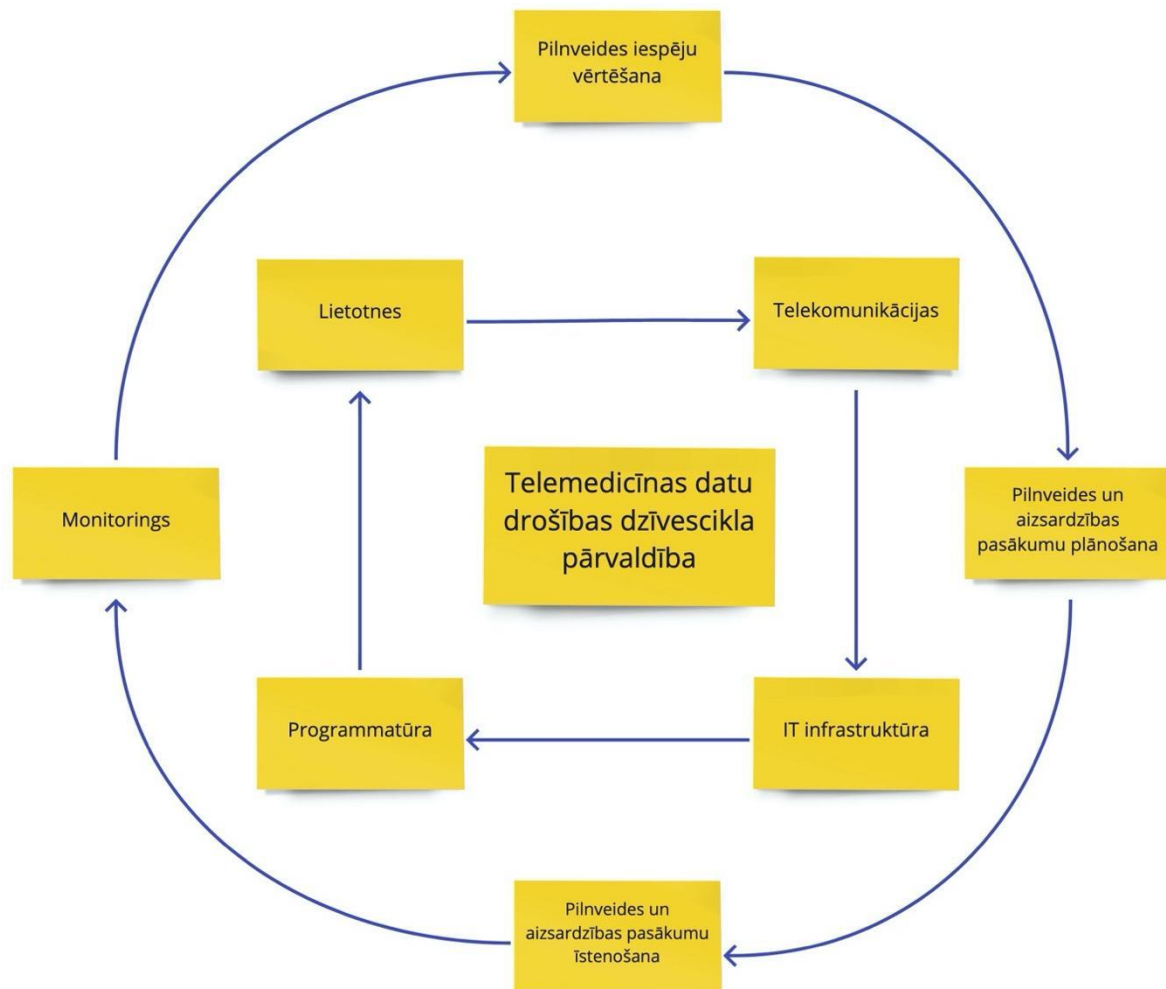 Pilnveides iespēju
vērtēšana
Lietotnes
Telekomunikācijas
Telemedicīnas datu
drošības dzīvescikla
pārvaldība
Monitorings
Pilnveides un
aizsardzības
pasākumu plānošana
Programmatūra
IT infrastruktūra
Pilnveides un
aizsardzības pasākumu
īstenošana